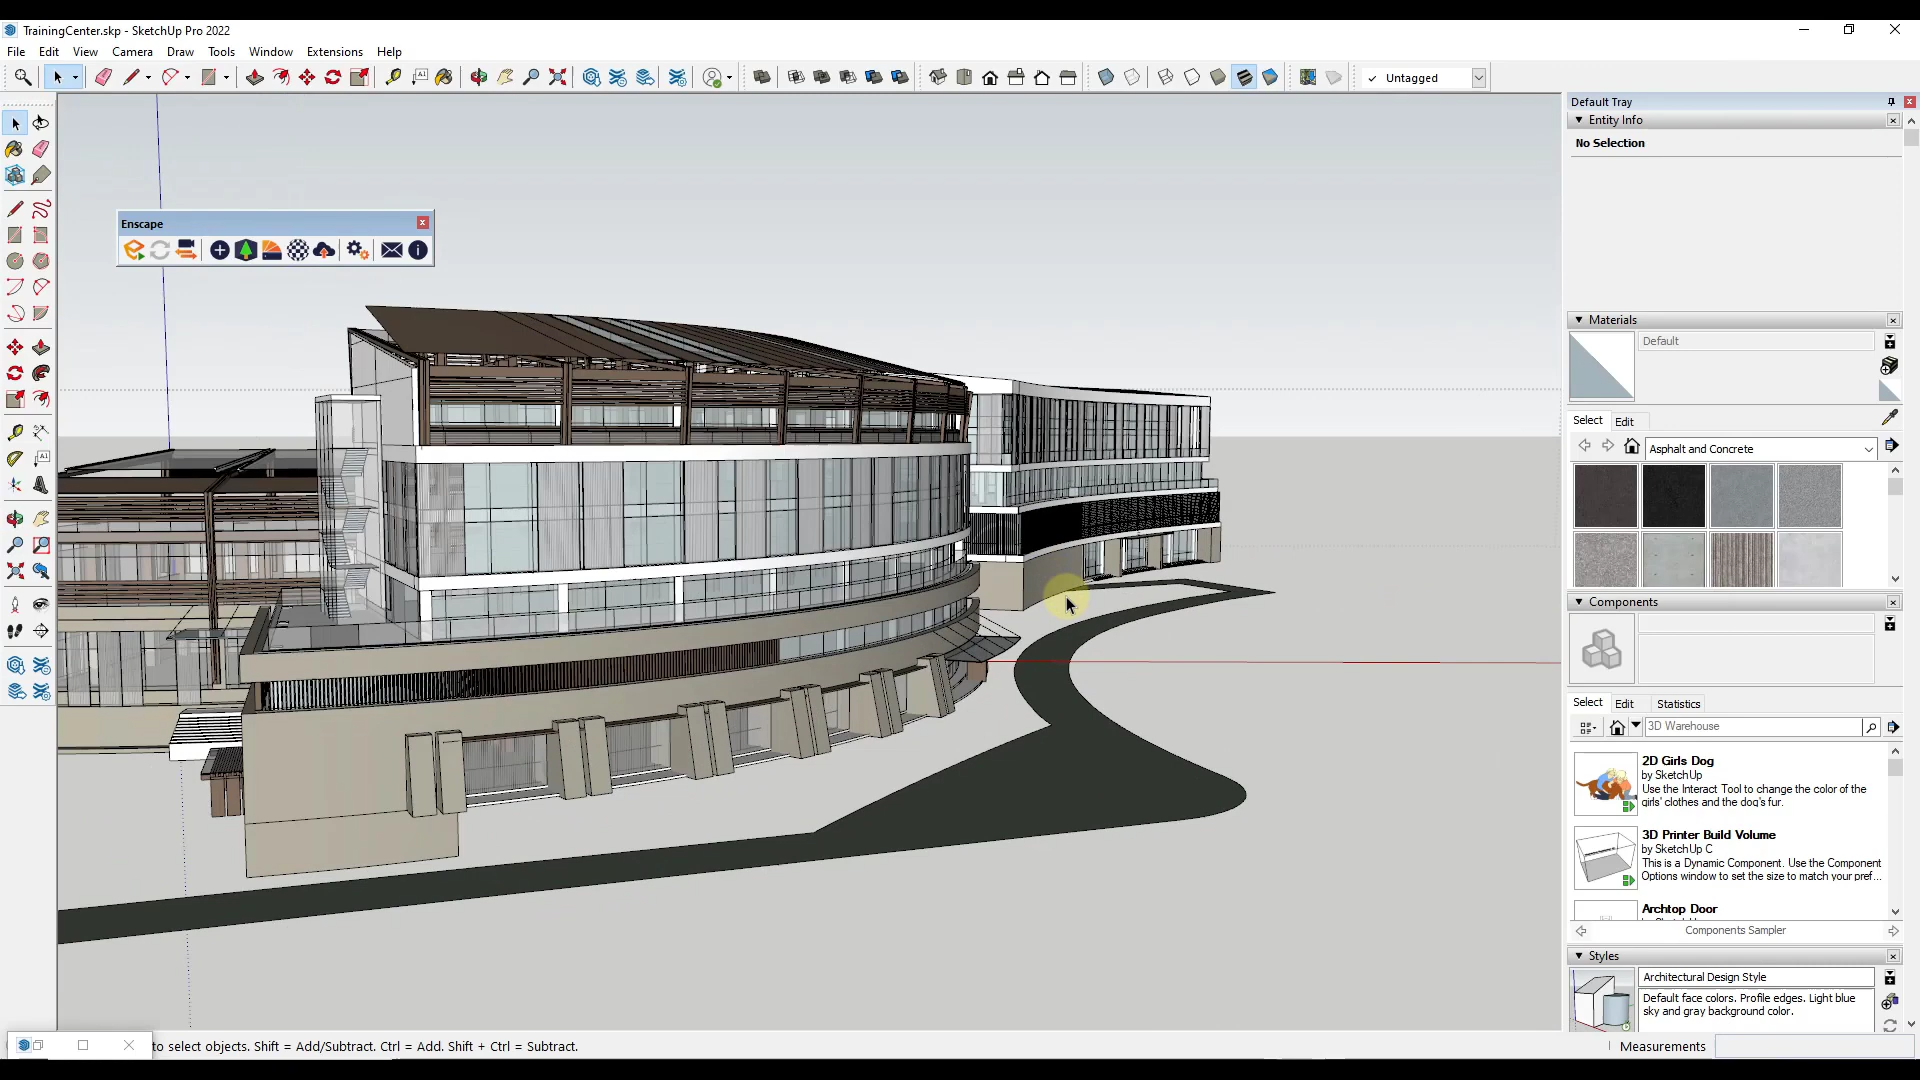 TrainingCenter.skp - SketchUp Pro 2022
File Edit View Camera Draw Tools Window Extensions Help
Untagged
Default Tray
Entity Info
No Selection
Enscape
Materials
Default
Select Edit
Asphalt and Concrete
Components
Select Edit Statistics
3D Warehouse
2D Girls Dog
by SketchUp
Use the Interact Tool to change the color of the
girls' clothes and the dog's fur.
3D Printer Build Volume
by SketchUp C
This is a Dynamic Component. Use the Component
Options window to set the size to match your pref...
Archtop Door
Components Sampler
Styles
Architectural Design Style
Default face colors. Profile edges. Light blue
sky and gray background color.
to select objects. Shift = Add/Subtract. Ctrl = Add. Shift + Ctrl = Subtract.
Measurements